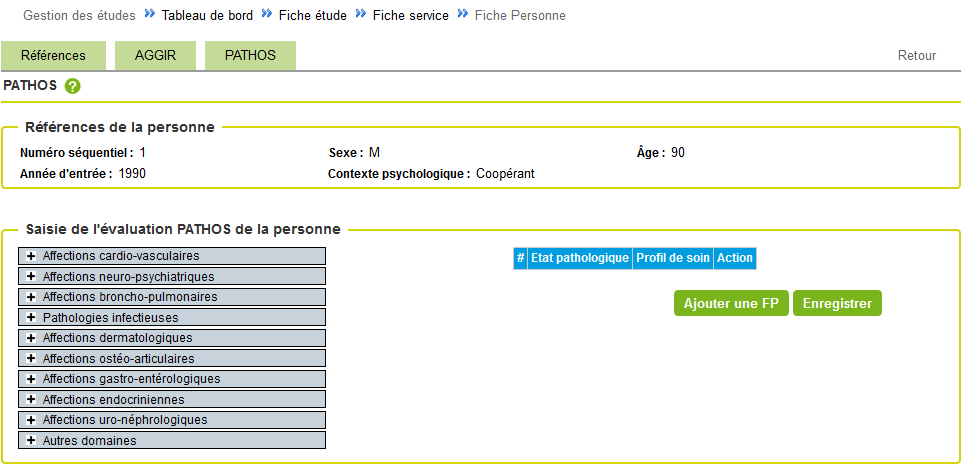 Gestion des études Tableau de bord Fiche étude Fiche service Fiche Personne
Références AGGIR PATHOS Retour
PATHOS ?
Références de la personne
Numéro séquentiel : 1 Sexe : M Âge : 90
Année d'entrée : 1990 Contexte psychologique : Coopérant
Saisie de l'évaluation PATHOS de la personne
Affections cardio-vasculaires
Affections neuro-psychiatriques
Affections broncho-pulmonaires
Pathologies infectieuses
Affections dermatologiques
Affections ostéo-articulaires
Affections gastro-entérologiques
Affections endocriniennes
Affections uro-néphrologiques
Autres domaines
# Etat pathologique Profil de soin Action
Ajouter une FP Enregistrer